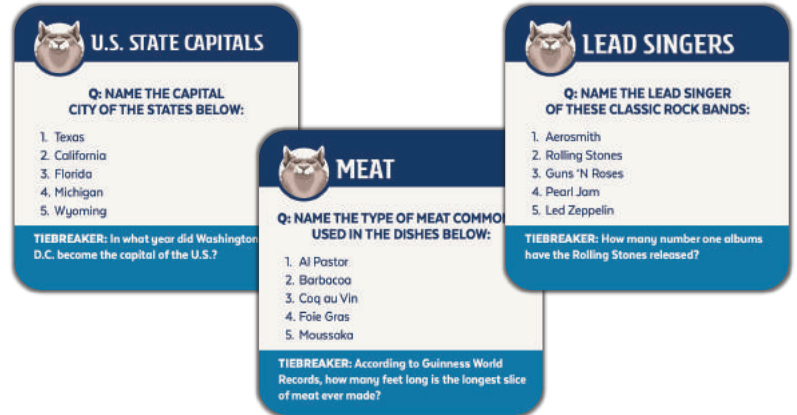 U.S. STATE CAPITALS
Q: NAME THE CAPITAL
CITY OF THE STATES BELOW:
1. Texas
2. California
3. Florida
4. Michigan
5. Wyoming
TIEBREAKER: In what year did Washington
D.C. become the capital of the U.S.?
MEAT
Q: NAME THE TYPE OF MEAT
USED IN THE DISHES BELOW:
1. Al Pastor
2. Barbacoa
3. Coq au Vin
4. Foie Gras
5. Moussaka
TIEBREAKER: According to Guinness World
Records, how many feet long is the longest slice
of meat ever made?
LEAD SINGERS
Q: NAME THE LEAD SINGER
OF THESE CLASSIC ROCK BANDS:
1. Aerosmith
2. Rolling Stones
3. Guns 'N Roses
4. Pearl Jam
5. Led Zeppelin
TIEBREAKER: How many number one albums
have the Rolling Stones released?